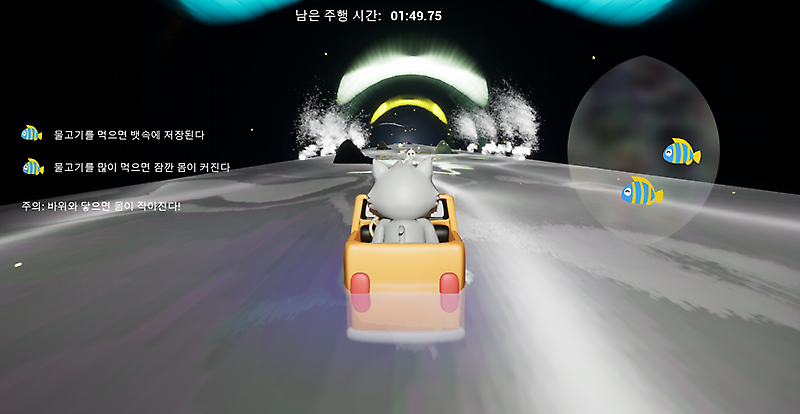 남은 주행 시간: 01:49.75
물고기를 먹으면 뱃속에 저장된다
물고기를 많이 먹으면 잠깐 몸이 커진다
주의: 바위와 닿으면 몸이 작아진다!